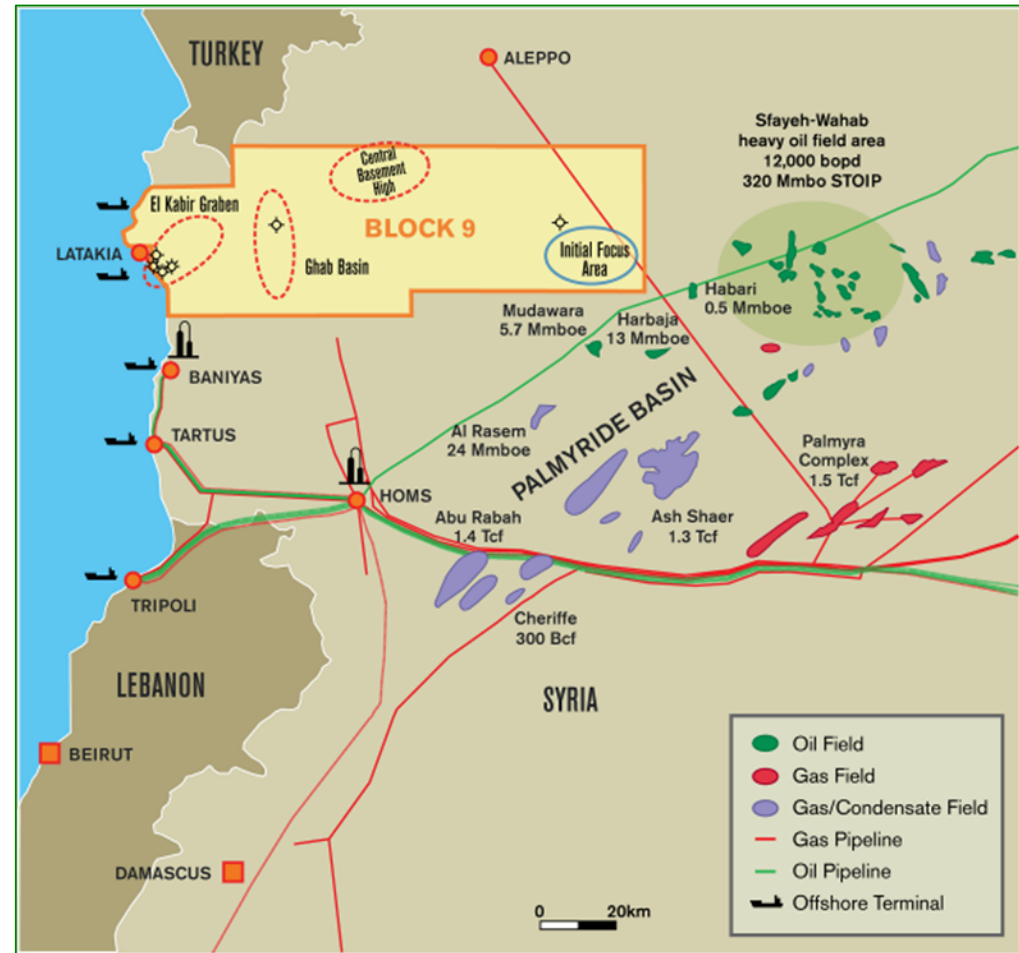 TURKEY
ALEPPO
Sfayeh-Wahab
heavy oil field area
12,000 bopd
320 Mmbo STOIP
Central
Basement
High
El Kabir Graben
BLOCK 9
LATAKIA
Ghab Basin
Initial Focus
Area
Habari
0.5 Mmboe
Mudawara
5.7 Mmboe
Harbaja
13 Mmboe
BANIYAS
TARTUS
Al Rasem
24 Mmboe
PALMYRIDE BASIN
Palmyra
Complex
1.5 Tcf
HOMS
Abu Rabah
1.4 Tcf
Ash Shaer
1.3 Tcf
TRIPOLI
Cheriffe
300 Bcf
LEBANON
SYRIA
BEIRUT
DAMASCUS
0 20km
Oil Field
Gas Field
Gas/Condensate Field
Gas Pipeline
Oil Pipeline
Offshore Terminal